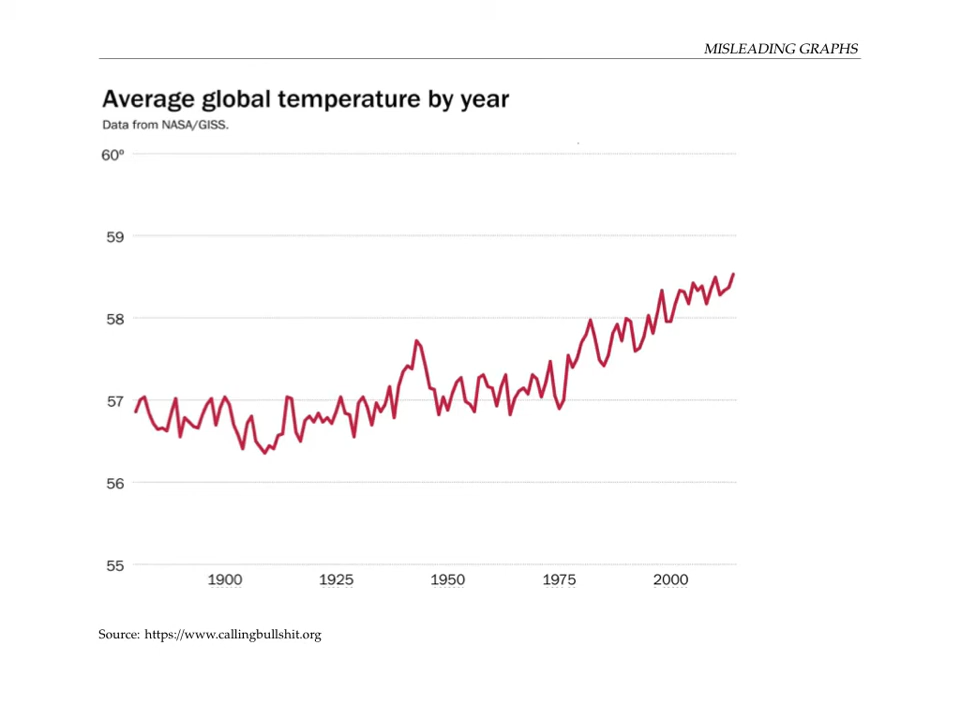 MISLEADING GRAPHS
Average global temperature by year
Data from NASA/GISS.
60º
59
58
57
56
55
1900 1925 1950 1975 2000
Source: https://www.callingbullshit.org